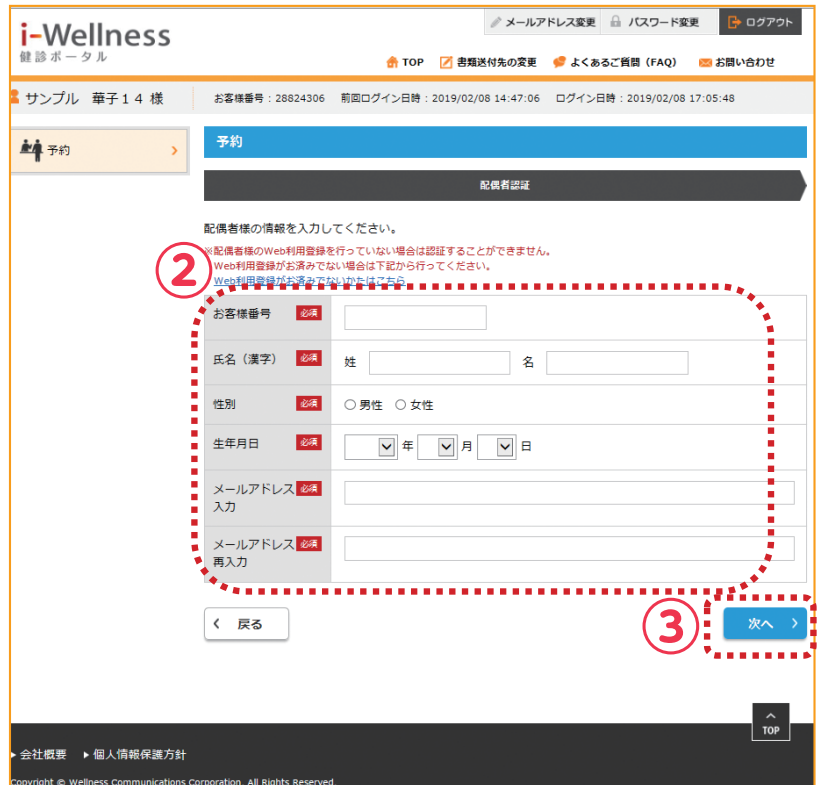 メールアドレス変更 パスワード変更 ログアウト
i-Wellness
健診ポータル
TOP 書類送付先の変更 よくあるご質問（FAQ） お問い合わせ
サンプル 華子１４ 様 お客様番号：28824306 前回ログイン日時：2019/02/08 14:47:06 ログイン日時：2019/02/08 17:05:48
予約
予約
配偶者認証
配偶者様の情報を入力してください。
※配偶者様のWeb利用登録を行っていない場合は認証することができません。
Web利用登録がお済みでない場合は下記から行ってください。
Web利用登録がお済みでないかたはこちら
②
お客様番号 必須
氏名（漢字） 必須 姓 名
性別 必須 男性 女性
生年月日 必須 年 月 日
メールアドレス 必須
入力
メールアドレス 必須
再入力
戻る
③
次へ
TOP
会社概要 個人情報保護方針
Copyright © Wellness Communications Corporation. All Rights Reserved